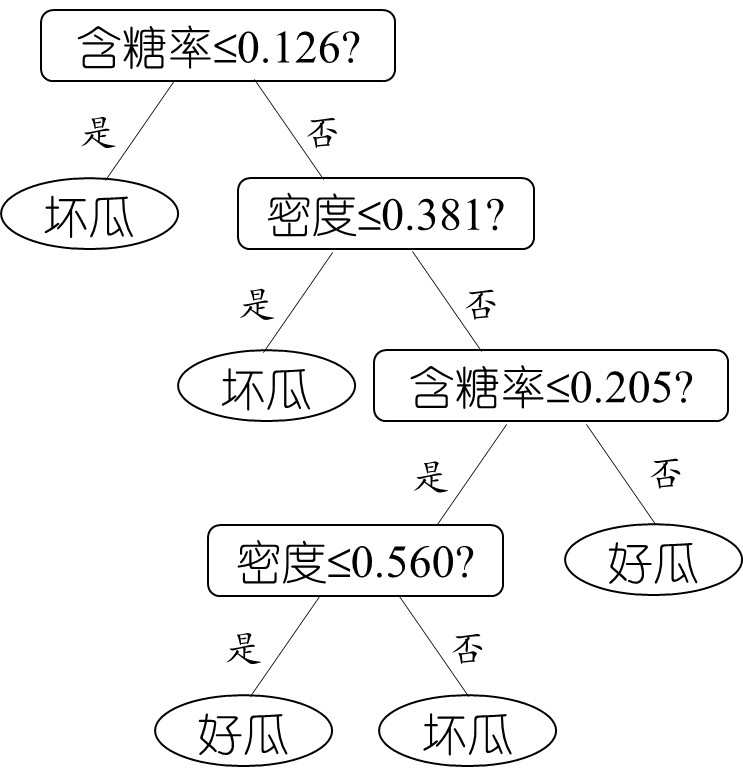 含糖率≤0.126?
是
否
坏瓜
密度≤0.381?
是
否
坏瓜
含糖率≤0.205?
是
否
密度≤0.560?
好瓜
是
否
好瓜
坏瓜